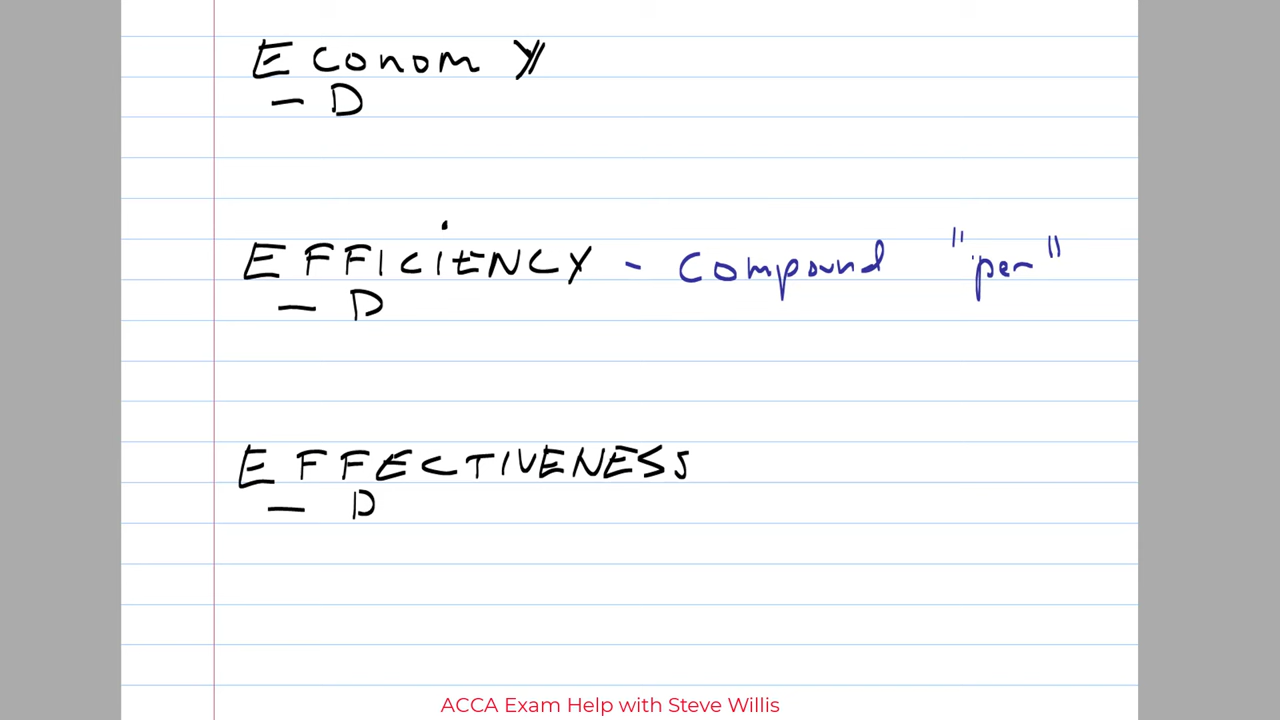 Economy
- D
EFFICiENCY - compound "per"
- D
EFFECTIVENESS
- D
ACCA Exam Help with Steve Willis